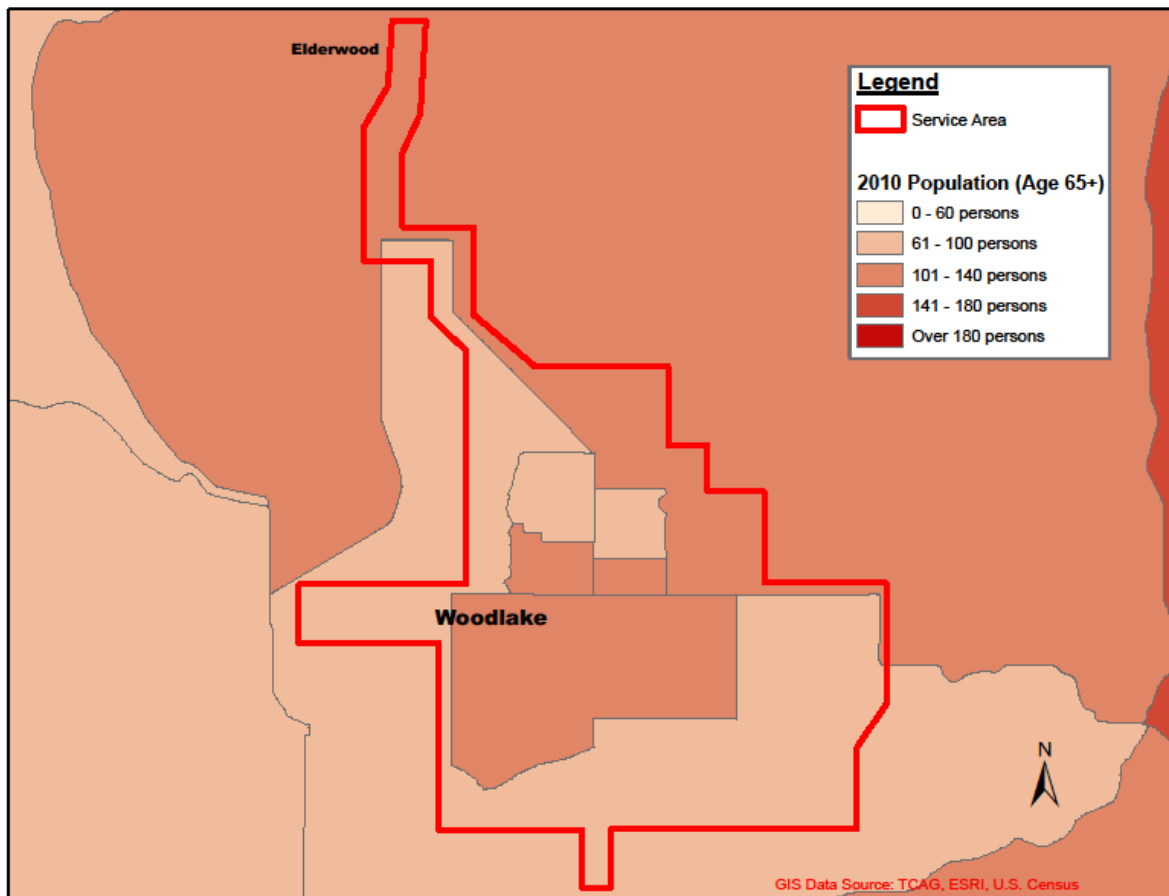 Elderwood
Legend
Service Area
2010 Population (Age 65+)
0 - 60 persons
61 - 100 persons
101 - 140 persons
141 - 180 persons
Over 180 persons
Woodlake
N
GIS Data Source: TCAG, ESRI, U.S. Census